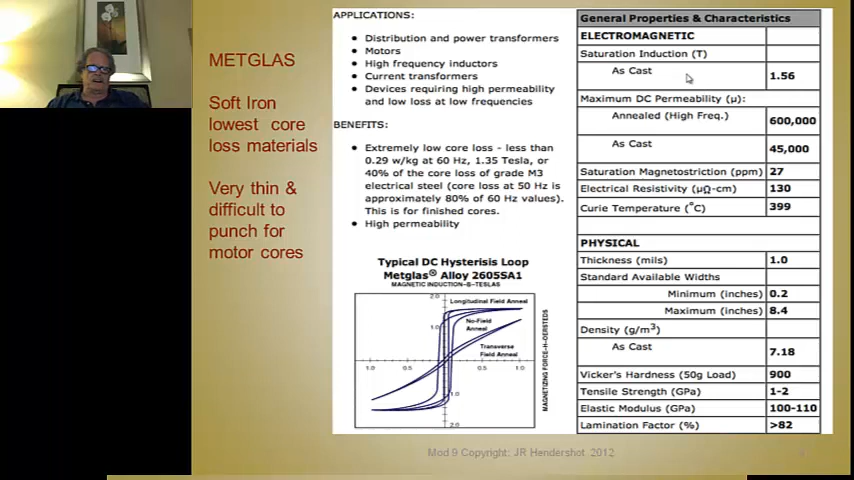 METGLAS
Soft Iron
lowest core
loss materials
Very thin &
difficult to
punch for
motor cores
APPLICATIONS:
• Distribution and power transformers
• Motors
• High frequency inductors
• Current transformers
• Devices requiring high permeability
and low loss at low frequencies
BENEFITS:
• Extremely low core loss - less than
0.29 w/kg at 60 Hz, 1.35 Tesla, or
40% of the core loss of grade M3
electrical steel (core loss at 50 Hz is
approximately 80% of 60 Hz values).
This is for finished cores.
• High permeability
Typical DC Hysterisis Loop
Metglas® Alloy 2605SA1
MAGNETIC INDUCTION-B-TESLAS
2.0
Longitudinal Field Anneal
1.0
No-Field
Anneal
Transverse
Field Anneal
1.0 0.5 0.5 1.0
1.0
2.0
MAGNETIZING FORCE-H-OERSTEDS
General Properties & Characteristics
ELECTROMAGNETIC
Saturation Induction (T)
As Cast 1.56
Maximum DC Permeability (µ):
Annealed (High Freq.) 600,000
As Cast 45,000
Saturation Magnetostriction (ppm) 27
Electrical Resistivity (µΩ-cm) 130
Curie Temperature (°C) 399
PHYSICAL
Thickness (mils) 1.0
Standard Available Widths
Minimum (inches) 0.2
Maximum (inches) 8.4
Density (g/m³)
As Cast 7.18
Vicker's Hardness (50g Load) 900
Tensile Strength (GPa) 1-2
Elastic Modulus (GPa) 100-110
Lamination Factor (%) >82
Mod 9 Copyright: JR Hendershot 2012